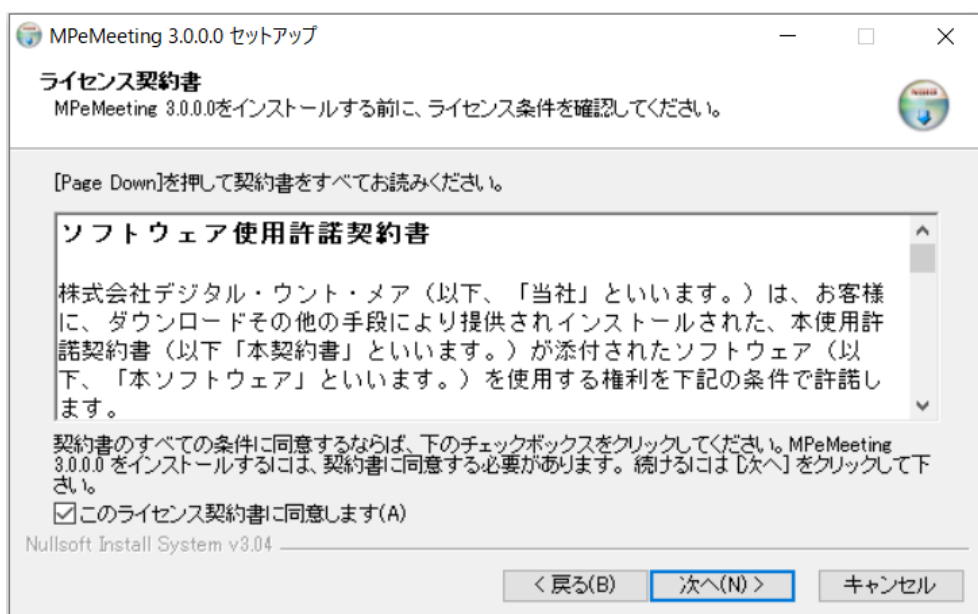 MPeMeeting 3.0.0.0 セットアップ
ライセンス契約書
MPeMeeting 3.0.0.0をインストールする前に、ライセンス条件を確認してください。
[Page Down]を押して契約書をすべてお読みください。
ソフトウェア使用許諾契約書
株式会社デジタル・ウント・メア（以下、「当社」といいます。）は、お客様
に、ダウンロードその他の手段により提供されインストールされた、本使用許
諾契約書（以下「本契約書」といいます。）が添付されたソフトウェア（以
下、「本ソフトウェア」といいます。）を使用する権利を下記の条件で許諾し
ます。
契約書のすべての条件に同意するならば、下のチェックボックスをクリックしてください。MPeMeeting
3.0.0.0 をインストールするには、契約書に同意する必要があります。続けるには [次へ] をクリックして下
さい。
このライセンス契約書に同意します(A)
Nullsoft Install System v3.04
< 戻る(B)
次へ(N) >
キャンセル